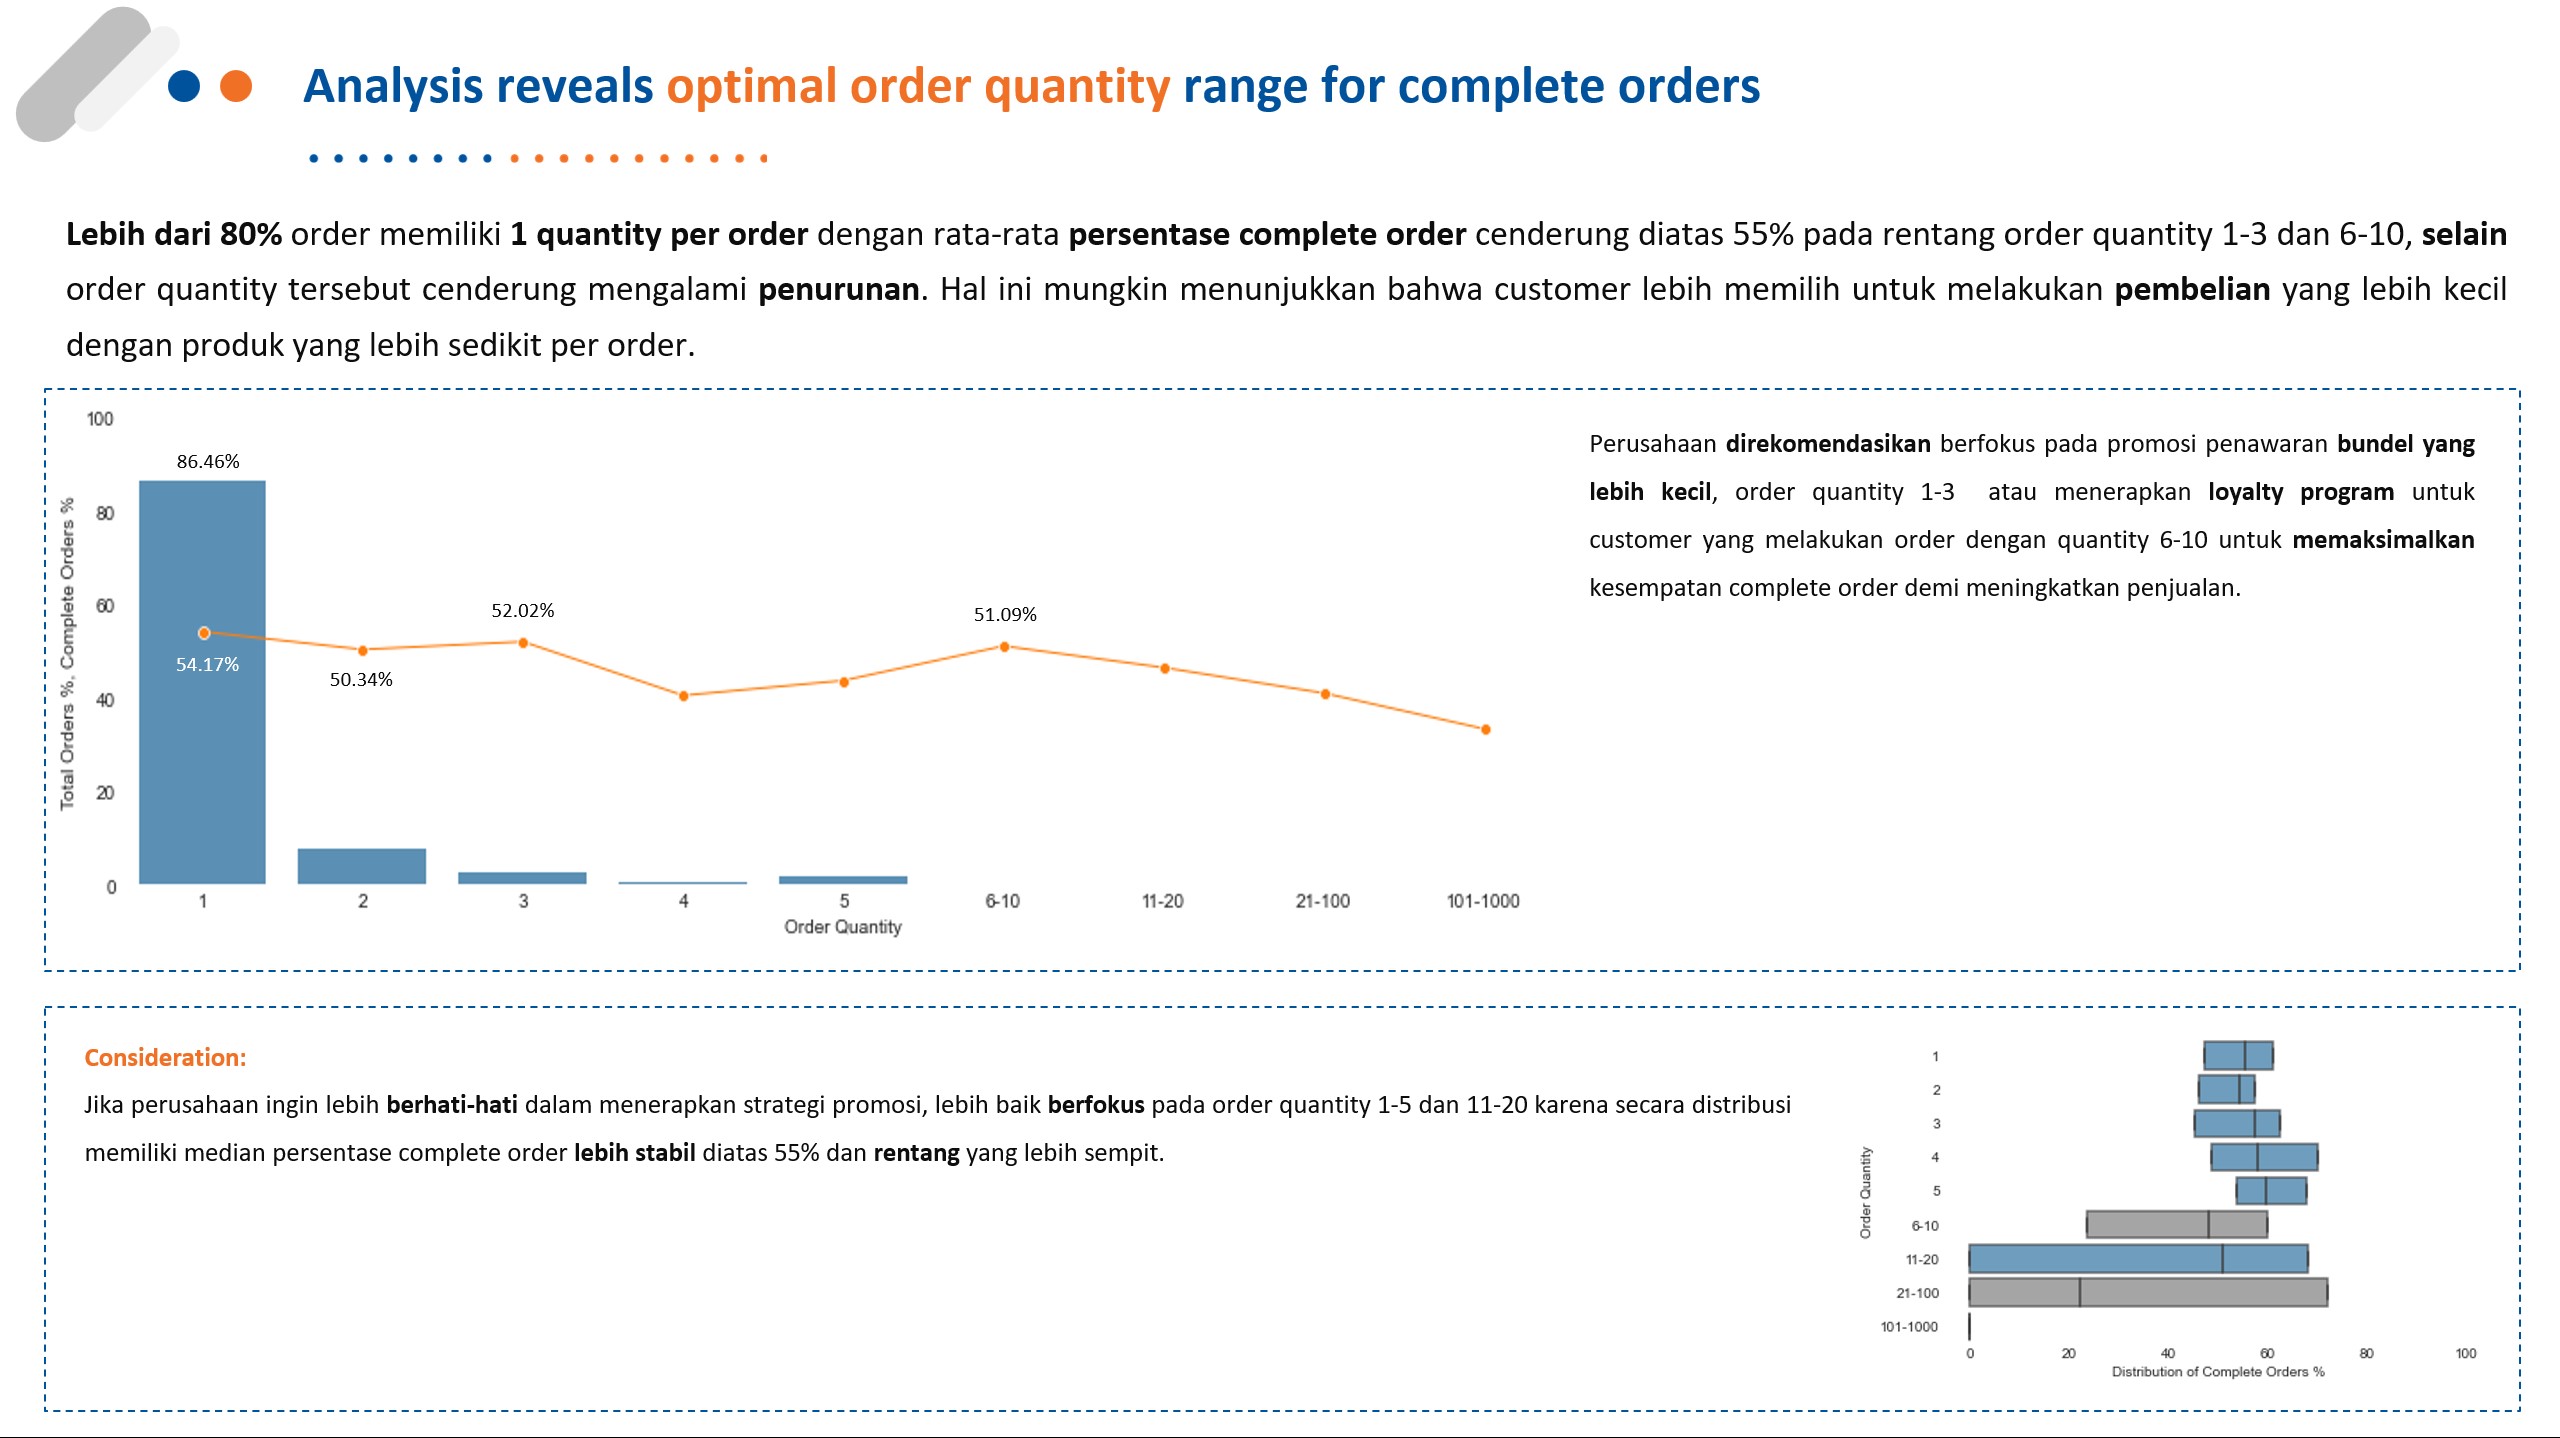 Analysis reveals optimal order quantity range for complete orders
Lebih dari 80% order memiliki 1 quantity per order dengan rata-rata persentase complete order cenderung diatas 55% pada rentang order quantity 1-3 dan 6-10, selain
order quantity tersebut cenderung mengalami penurunan. Hal ini mungkin menunjukkan bahwa customer lebih memilih untuk melakukan pembelian yang lebih kecil
dengan produk yang lebih sedikit per order.
Total Orders %, Complete Orders %
100
80
60
40
20
0
86.46%
54.17%
50.34%
52.02%
51.09%
1 2 3 4 5 6-10 11-20 21-100 101-1000
Order Quantity
Perusahaan direkomendasikan berfokus pada promosi penawaran bundel yang
lebih kecil, order quantity 1-3 atau menerapkan loyalty program untuk
customer yang melakukan order dengan quantity 6-10 untuk memaksimalkan
kesempatan complete order demi meningkatkan penjualan.
Consideration:
Jika perusahaan ingin lebih berhati-hati dalam menerapkan strategi promosi, lebih baik berfokus pada order quantity 1-5 dan 11-20 karena secara distribusi
memiliki median persentase complete order lebih stabil diatas 55% dan rentang yang lebih sempit.
Order Quantity
1
2
3
4
5
6-10
11-20
21-100
101-1000
0 20 40 60 80 100
Distribution of Complete Orders %